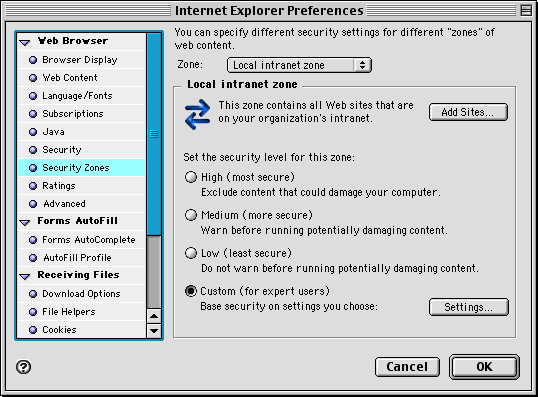 Internet Explorer Preferences
Web Browser
Browser Display
Web Content
Language/Fonts
Subscriptions
Java
Security
Security Zones
Ratings
Advanced
Forms AutoFill
Forms AutoComplete
AutoFill Profile
Receiving Files
Download Options
File Helpers
Cookies
You can specify different security settings for different "zones" of
web content.
Zone: Local intranet zone
Local intranet zone
This zone contains all Web sites that are
on your organization's intranet.
Add Sites...
Set the security level for this zone:
High (most secure)
Exclude content that could damage your computer.
Medium (more secure)
Warn before running potentially damaging content.
Low (least secure)
Do not warn before running potentially damaging content.
Custom (for expert users)
Base security on settings you choose: Settings...
?
Cancel OK